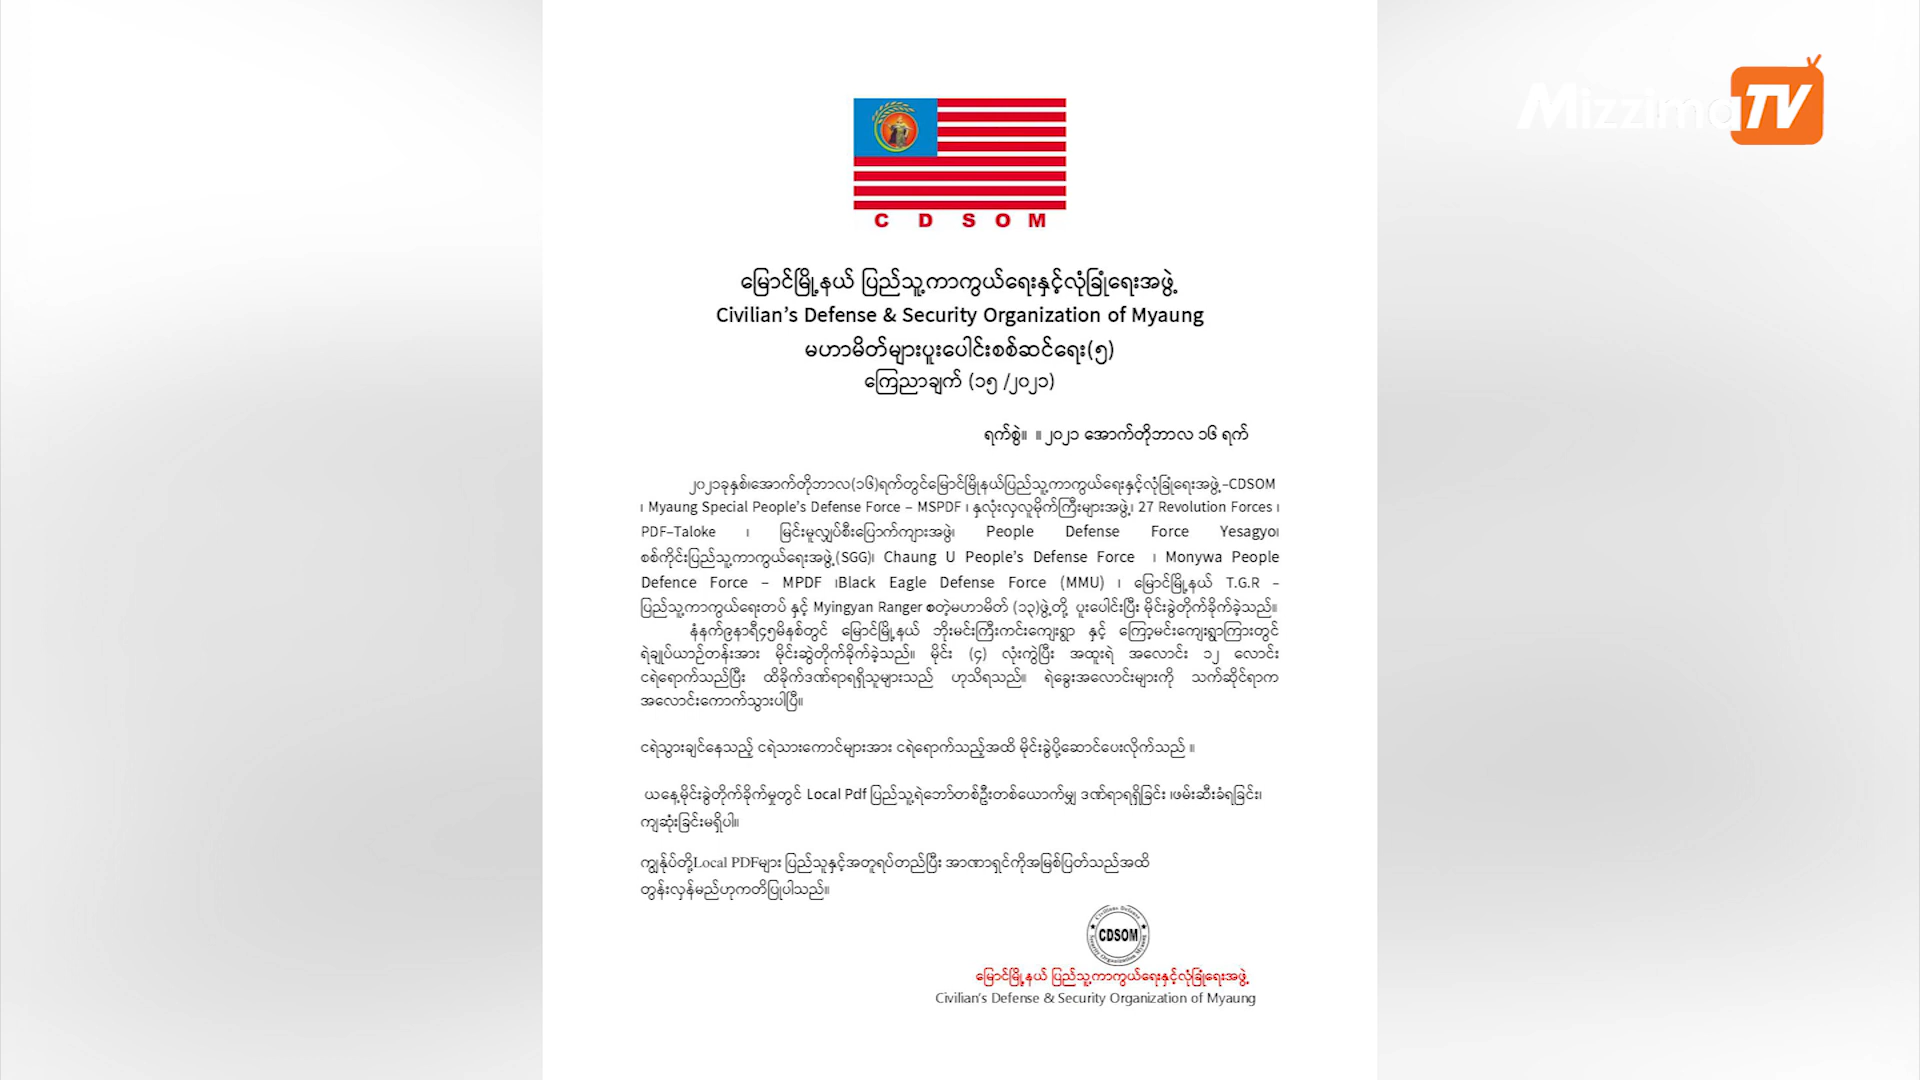 Mizzima TV
C D S O M
မြောင်မြို့နယ် ပြည်သူ့ကာကွယ်ရေးနှင့်လုံခြုံရေးအဖွဲ့
Civilian's Defense & Security Organization of Myaung
မဟာမိတ်များပူးပေါင်းစစ်ဆင်ရေး(၅)
ကြေညာချက် (၁၅ /၂၀၂၁)
ရက်စွဲ။ ။၂၀၂၁ အောက်တိုဘာလ ၁၆ ရက်
၂၀၂၁ခုနှစ်၊အောက်တိုဘာလ(၁၆)ရက်တွင်မြောင်မြို့နယ်ပြည်သူ့ကာကွယ်ရေးနှင့်လုံခြုံရေးအဖွဲ့–CDSOM
၊ Myaung Special People's Defense Force – MSPDF ၊ နှလုံးလှလူမိုက်ကြီးများအဖွဲ့၊ 27 Revolution Forces ၊
PDF–Taloke ၊ မြင်းမူလျှပ်စီးပြောက်ကျားအဖွဲ့၊ People Defense Force Yesagyo၊
စစ်ကိုင်းပြည်သူ့ကာကွယ်ရေးအဖွဲ့(SGG)၊ Chaung U People's Defense Force ၊ Monywa People
Defence Force – MPDF ၊Black Eagle Defense Force (MMU) ၊ မြောင်မြို့နယ် T.G.R –
ပြည်သူ့ကာကွယ်ရေးတပ် နှင့် Myingyan Ranger စတဲ့မဟာမိတ် (၁၃)ဖွဲ့တို့ ပူးပေါင်းပြီး မိုင်းခွဲတိုက်ခိုက်ခဲ့သည်။
နံနက်၉နာရီ၄၅မိနစ်တွင် မြောင်မြို့နယ် ဘိုးမင်းကြီးကင်းကျေးရွာ နှင့် ကြော့မင်းကျေးရွာကြားတွင်
ရဲချုပ်ယာဉ်တန်းအား မိုင်းဆွဲတိုက်ခိုက်ခဲ့သည်။ မိုင်း (၄) လုံးကွဲပြီး အထူးရဲ အလောင်း ၁၂ လောင်း
ငရဲရောက်သည်ပြီး ထိခိုက်ဒဏ်ရာရရှိသူများသည် ဟုသိရသည်။ ရဲခွေးအလောင်းများကို သက်ဆိုင်ရာက
အလောင်းကောက်သွားပါပြီ။
ငရဲသွားချင်နေသည့် ငရဲသားကောင်များအား ငရဲရောက်သည့်အထိ မိုင်းခွဲပို့ဆောင်ပေးလိုက်သည် ။
ယနေ့မိုင်းခွဲတိုက်ခိုက်မှုတွင် Local Pdf ပြည်သူ့ရဲဘော်တစ်ဦးတစ်ယောက်မျှ ဒဏ်ရာရရှိခြင်း ၊ဖမ်းဆီးခံရခြင်း၊
ကျဆုံးခြင်းမရှိပါ။
ကျွန်ုပ်တို့Local PDFများ ပြည်သူနှင့်အတူရပ်တည်ပြီး အာဏာရှင်ကိုအမြစ်ပြတ်သည်အထိ
တွန်းလှန်မည်ဟုကတိပြုပါသည်။
CDSOM
မြောင်မြို့နယ် ပြည်သူ့ကာကွယ်ရေးနှင့်လုံခြုံရေးအဖွဲ့
Civilian's Defense & Security Organization of Myaung